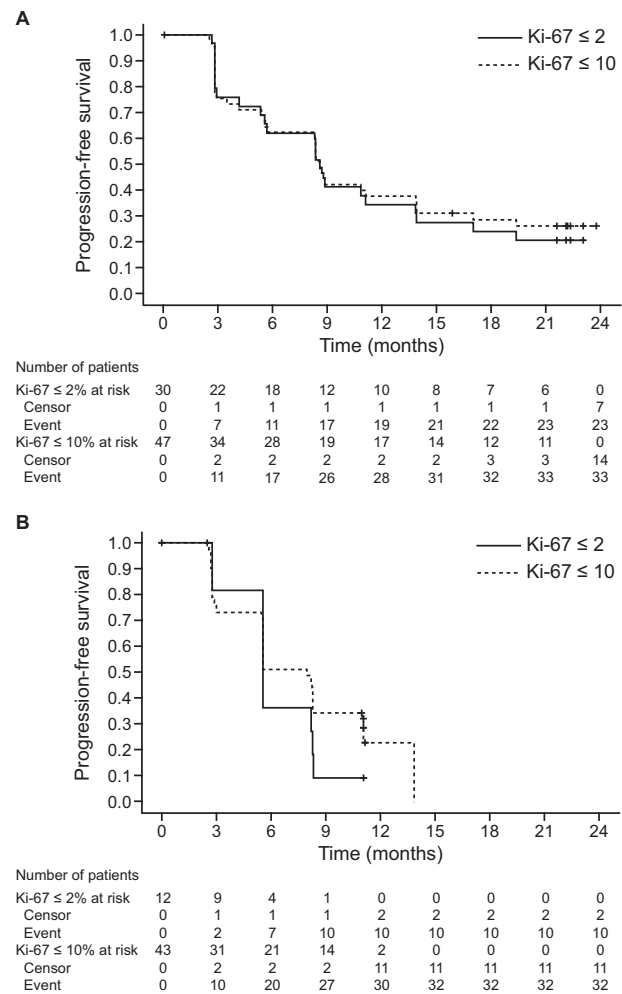 A
Ki-67 ≤ 2
Ki-67 ≤ 10
Progression-free survival
1.0
0.9
0.8
0.7
0.6
0.5
0.4
0.3
0.2
0.1
0.0
0 3 6 9 12 15 18 21 24
Time (months)
Number of patients
Ki-67 ≤ 2% at risk 30 22 18 12 10 8 7 6 0
Censor 0 1 1 1 1 1 1 1 7
Event 0 7 11 17 19 21 22 23 23
Ki-67 ≤ 10% at risk 47 34 28 19 17 14 12 11 0
Censor 0 2 2 2 2 2 3 3 14
Event 0 11 17 26 28 31 32 33 33
B
Ki-67 ≤ 2
Ki-67 ≤ 10
Progression-free survival
1.0
0.9
0.8
0.7
0.6
0.5
0.4
0.3
0.2
0.1
0.0
0 3 6 9 12 15 18 21 24
Time (months)
Number of patients
Ki-67 ≤ 2% at risk 12 9 4 1 0 0 0 0 0
Censor 0 1 1 1 2 2 2 2 2
Event 0 2 7 10 10 10 10 10 10
Ki-67 ≤ 10% at risk 43 31 21 14 2 0 0 0 0
Censor 0 2 2 2 11 11 11 11 11
Event 0 10 20 27 30 32 32 32 32